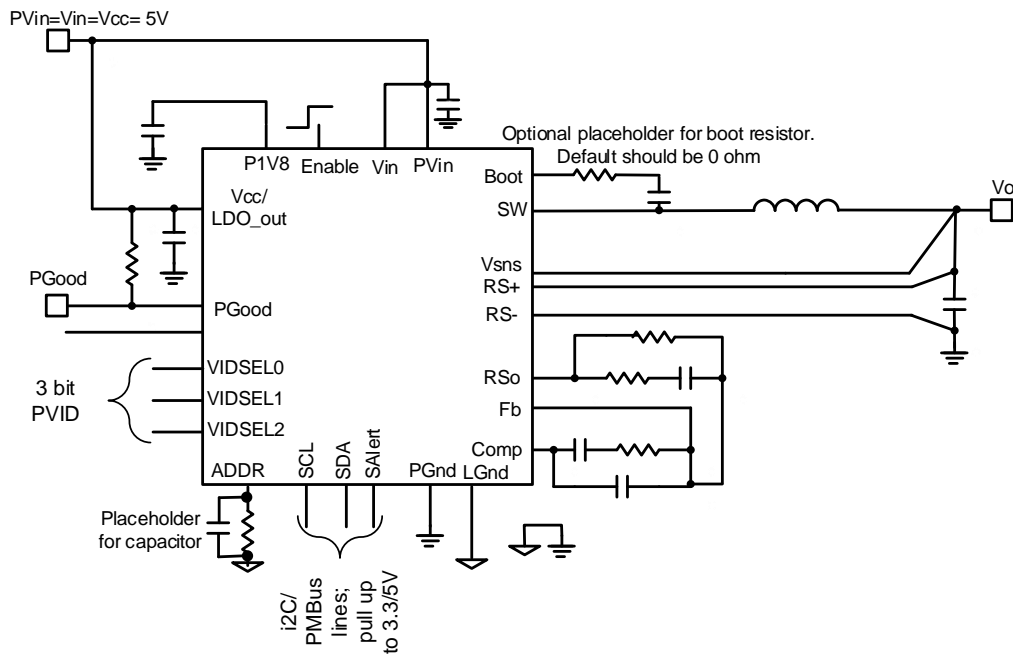 PVin=Vin=Vcc= 5V
Optional placeholder for boot resistor.
Default should be 0 ohm
P1V8
Enable
Vin
PVin
Boot
Vcc/
LDO_out
SW
Vo
Vsns
RS+
RS-
PGood
PGood
VIDSEL0
VIDSEL1
VIDSEL2
3 bit
PVID
RSo
Fb
Comp
ADDR
SCL
SDA
SAlert
PGnd
LGnd
Placeholder
for capacitor
i2C/
PMBus
lines;
pull up
to 3.3/5V